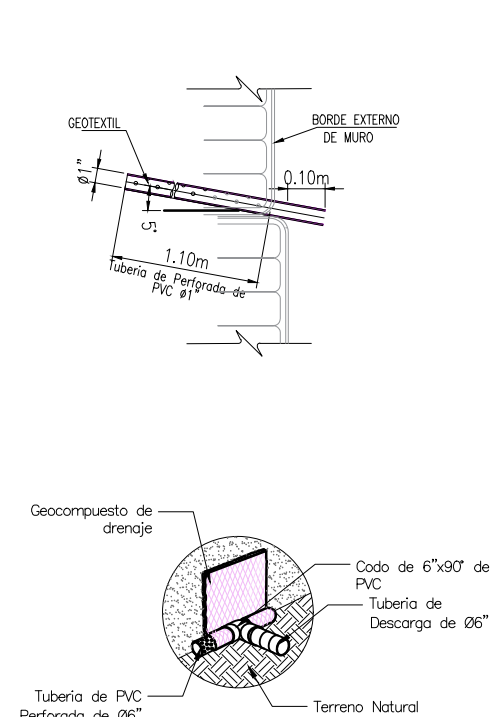 GEOTEXTIL
BORDE EXTERNO
DE MURO
Ø1"
0.10m
5°
1.10m
Tuberia de Perforada de
PVC Ø1"
Geocompuesto de
drenaje
Codo de 6"x90° de
PVC
Tuberia de
Descarga de Ø6"
Tuberia de PVC
Perforada de Ø6"
Terreno Natural